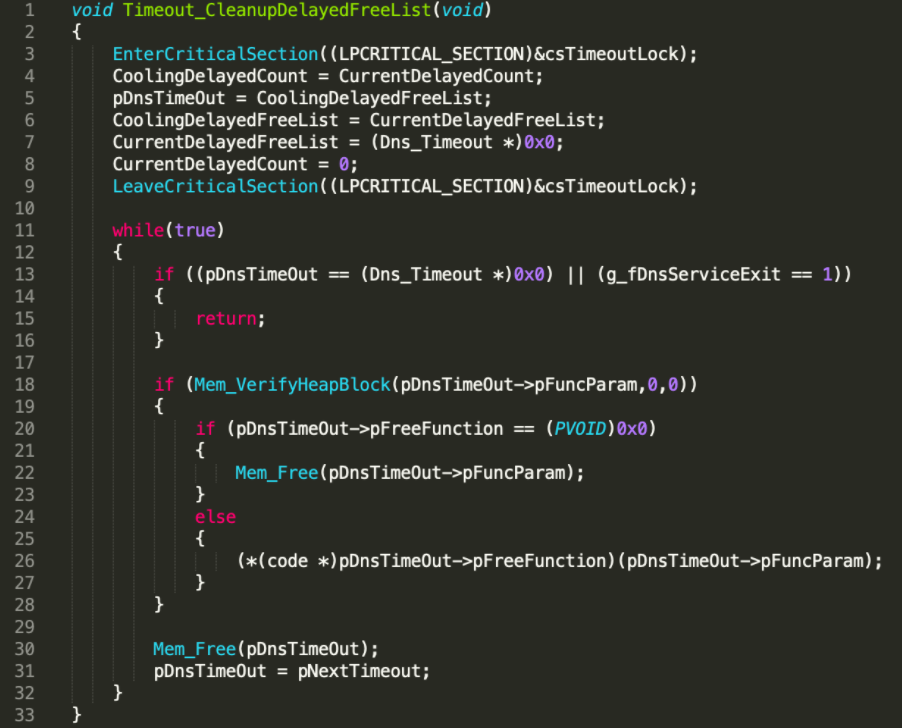 1 void Timeout_CleanupDelayedFreeList(void)
2 {
3 EnterCriticalSection((LPCRITICAL_SECTION)&csTimeoutLock);
4 CoolingDelayedCount = CurrentDelayedCount;
5 pDnsTimeOut = CoolingDelayedFreeList;
6 CoolingDelayedFreeList = CurrentDelayedFreeList;
7 CurrentDelayedFreeList = (Dns_Timeout *)0x0;
8 CurrentDelayedCount = 0;
9 LeaveCriticalSection((LPCRITICAL_SECTION)&csTimeoutLock);
10
11 while(true)
12 {
13 if ((pDnsTimeOut == (Dns_Timeout *)0x0) || (g_fDnsServiceExit == 1))
14 {
15 return;
16 }
17
18 if (Mem_VerifyHeapBlock(pDnsTimeOut->pFuncParam,0,0))
19 {
20 if (pDnsTimeOut->pFreeFunction == (PVOID)0x0)
21 {
22 Mem_Free(pDnsTimeOut->pFuncParam);
23 }
24 else
25 {
26 (*(code *)pDnsTimeOut->pFreeFunction)(pDnsTimeOut->pFuncParam);
27 }
28 }
29
30 Mem_Free(pDnsTimeOut);
31 pDnsTimeOut = pNextTimeout;
32 }
33 }